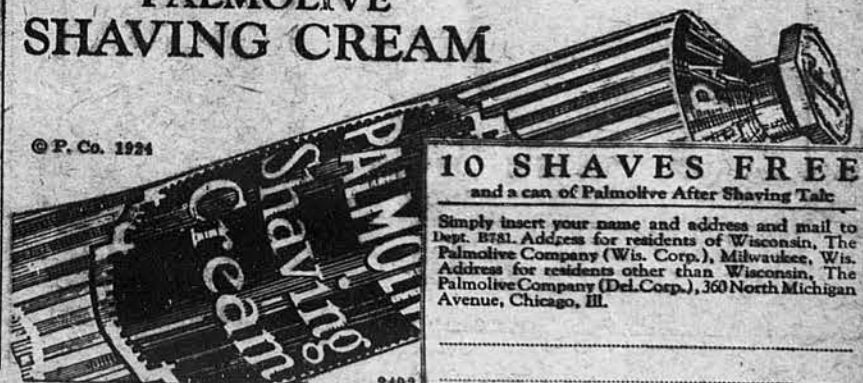 PALMOLIVE
SHAVING CREAM
© P. Co. 1924
PALMOLIV
Shaving
Cream
10 SHAVES FREE
and a can of Palmolive After Shaving Talc
Simply insert your name and address and mail to
Dept. B781. Address for residents of Wisconsin, The
Palmolive Company (Wis. Corp.), Milwaukee, Wis.
Address for residents other than Wisconsin, The
Palmolive Company (Del. Corp.), 360 North Michigan
Avenue, Chicago, Ill.